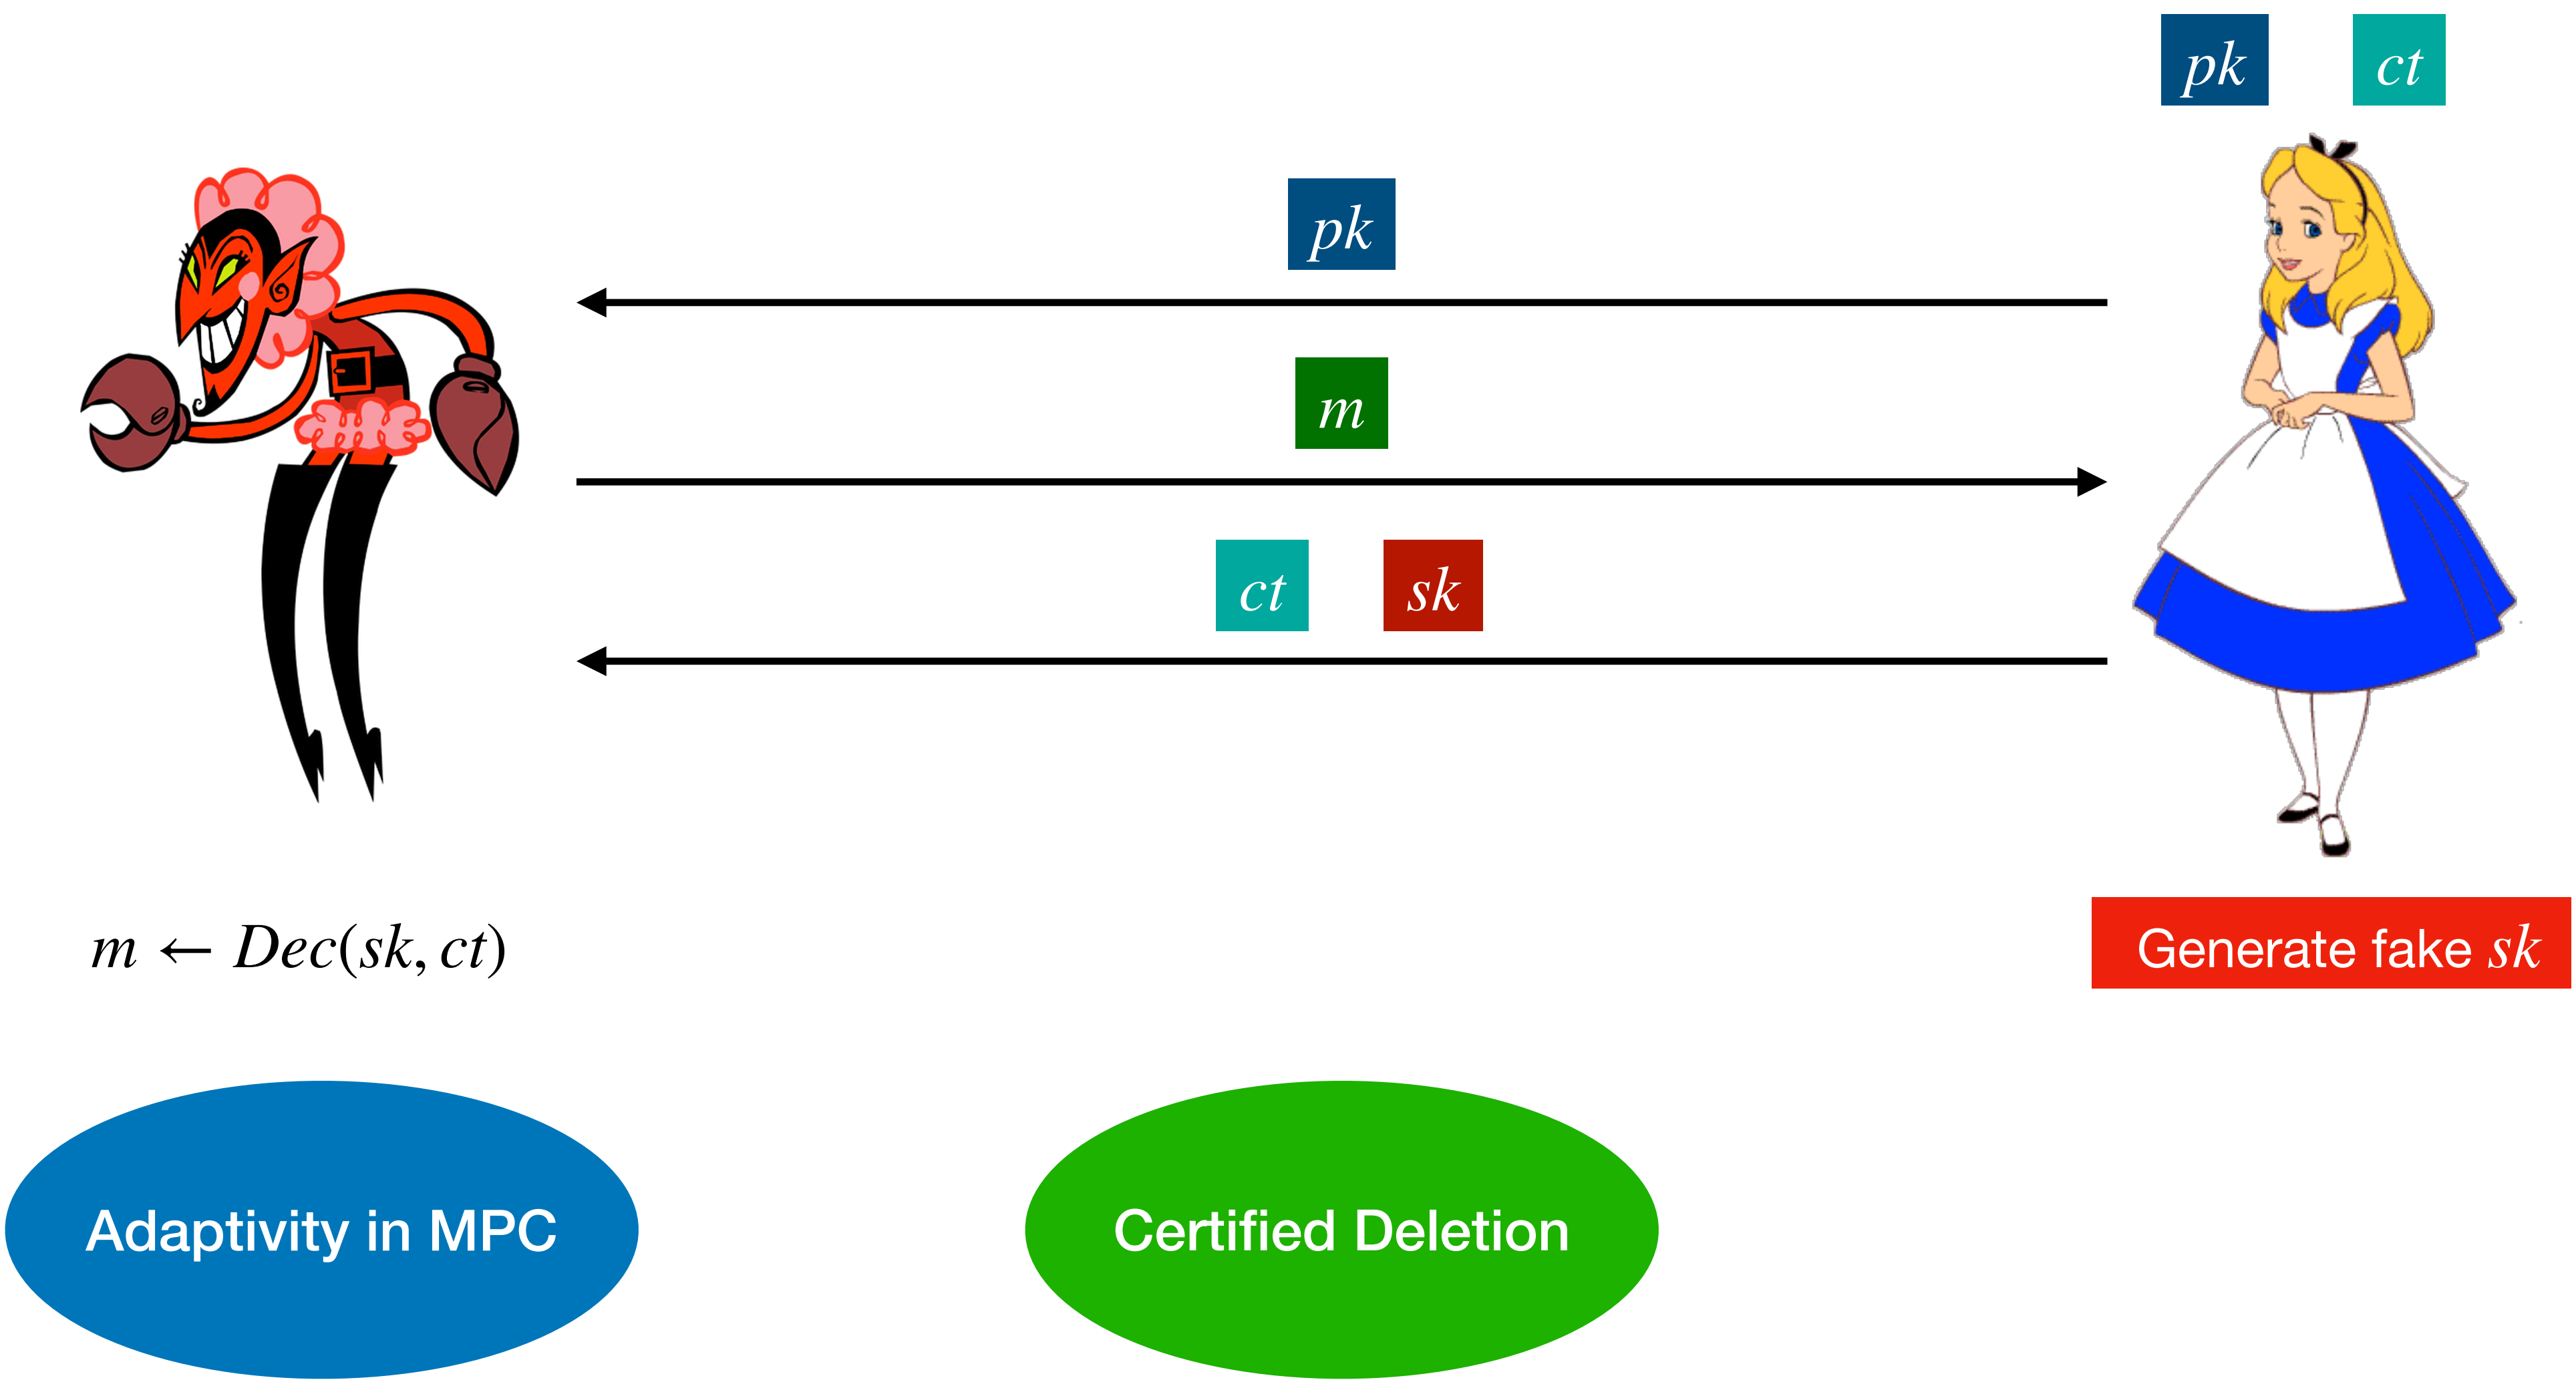 pk ct
pk
m
ct sk
m ← Dec(sk, ct)
Generate fake sk
Adaptivity in MPC
Certified Deletion